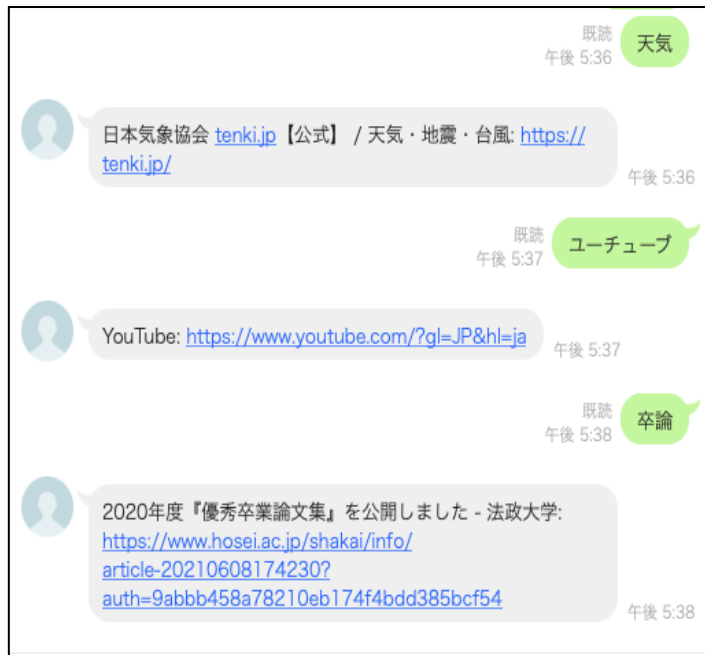 既読
午後 5:36
天気
日本気象協会 tenki.jp【公式】 / 天気・地震・台風: https://
tenki.jp/
午後 5:36
既読
午後 5:37
ユーチューブ
YouTube: https://www.youtube.com/?gl=JP&hl=ja
午後 5:37
既読
午後 5:38
卒論
2020年度『優秀卒業論文集』を公開しました - 法政大学:
https://www.hosei.ac.jp/shakai/info/
article-20210608174230?
auth=9abbb458a78210eb174f4bdd385bcf54
午後 5:38